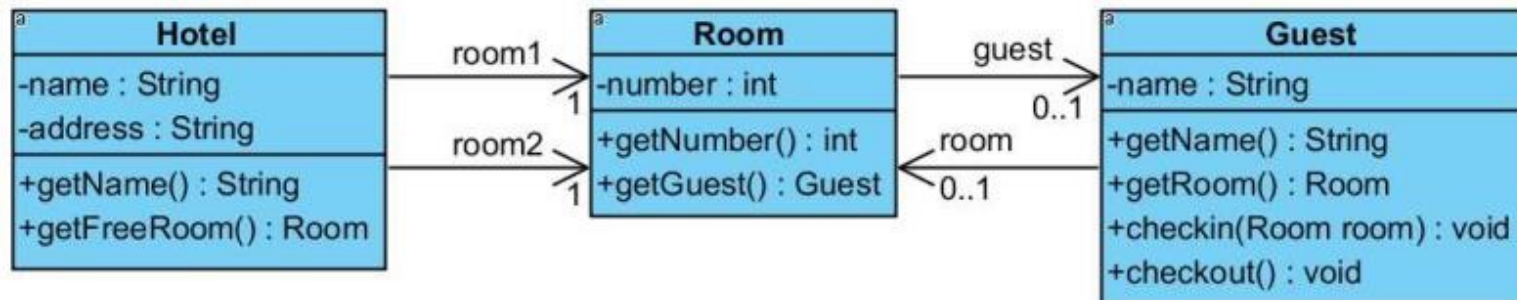 a
Hotel
-name : String
-address : String
+getName() : String
+getFreeRoom() : Room
room1
1
room2
1
a
Room
-number : int
+getNumber() : int
+getGuest() : Guest
guest
0..1
room
0..1
a
Guest
-name : String
+getName() : String
+getRoom() : Room
+checkin(Room room) : void
+checkout() : void